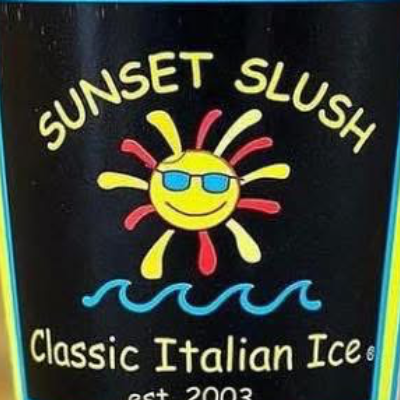 SUNSET SLUSH
Classic Italian Ice®
est. 2003